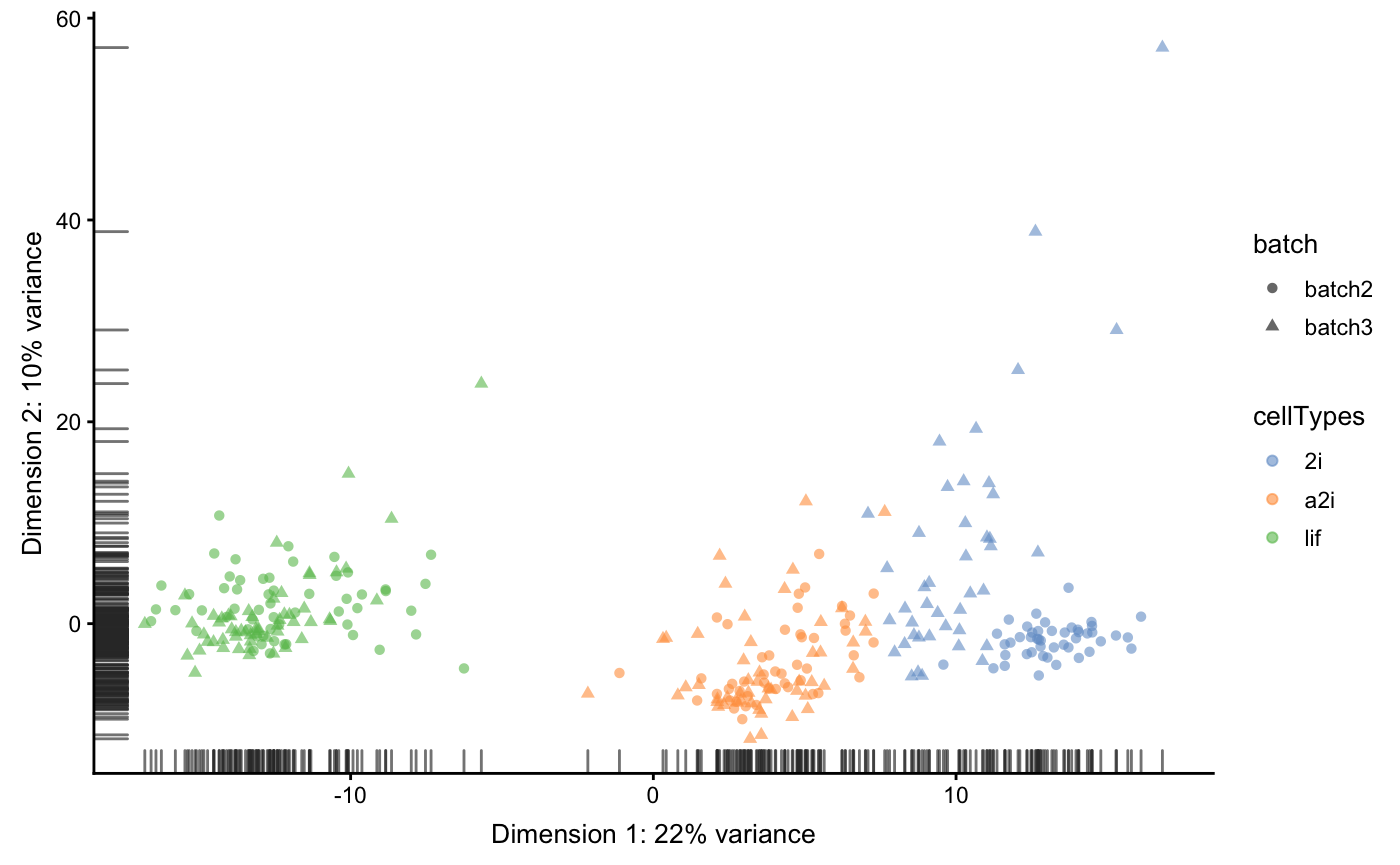 60
40
20
0
Dimension 2: 10% variance
-10
0
10
Dimension 1: 22% variance
batch
batch2
batch3
cellTypes
2i
a2i
lif